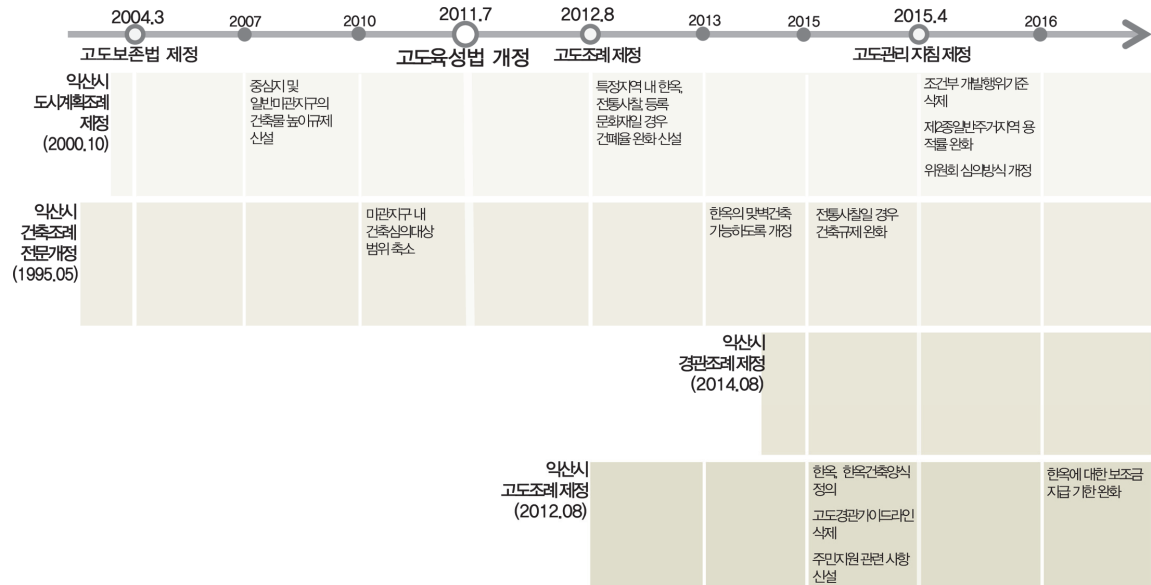 2004.3
2007
2010
2011.7
2012.8
2013
2015
2015.4
2016
고도보존법 제정
고도육성법 개정
고도조례 제정
고도관리 지침 제정
익산시
도시계획조례
제정
(2000.10)
중심지 및
일반미관지구의
건축물 높이규제
신설
특정지역 내 한옥,
전통사찰, 등록
문화재일 경우
건폐율 완화 신설
조건부 개발행위기준
삭제
제2종일반주거지역 용
적률 완화
위원회 심의방식 개정
익산시
건축조례
전문개정
(1995.05)
미관지구 내
건축심의대상
범위 축소
한옥의 맞벽건축
가능하도록 개정
전통사찰일 경우
건축규제 완화
익산시
경관조례 제정
(2014.08)
익산시
고도조례 제정
(2012.08)
한옥, 한옥건축양식
정의
고도경관가이드라인
삭제
주민지원 관련 사항
신설
한옥에 대한 보조금
지급 기한 완화